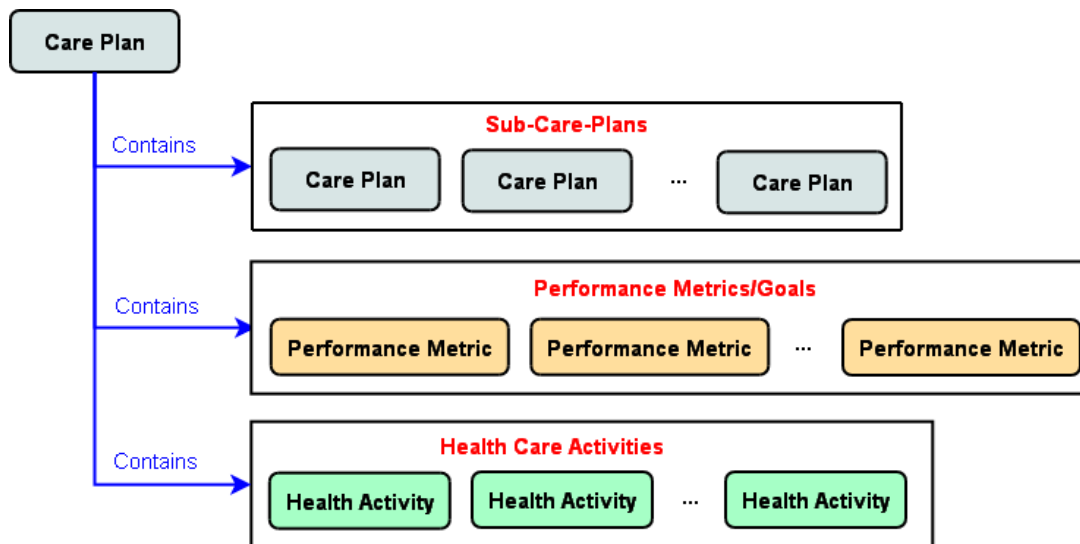 Care Plan
Contains
Sub-Care-Plans
Care Plan Care Plan ... Care Plan
Contains
Performance Metrics/Goals
Performance Metric Performance Metric ... Performance Metric
Contains
Health Care Activities
Health Activity Health Activity ... Health Activity